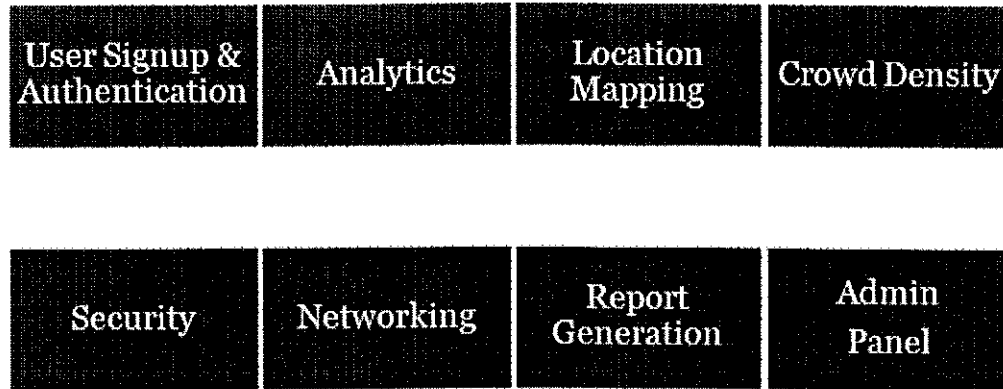 User Signup &
Authentication
Analytics
Location
Mapping
Crowd Density
Security
Networking
Report
Generation
Admin
Panel